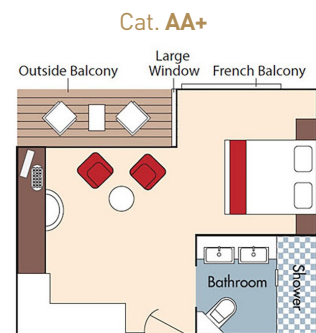 Cat. AA+
Large
Outside Balcony Window French Balcony
Bathroom
Shower